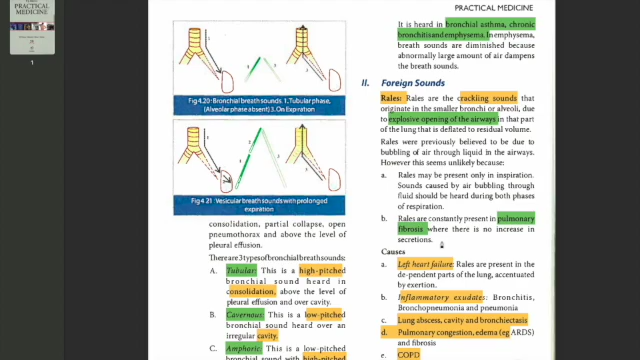 PRACTICAL
MEDICINE
1
PRACTICAL MEDICINE
Fig 4.20: Bronchial breath sounds 1. Tubular phase,
(Alveolar phase absent) 3. On Expiration
Fig 4.21 Vesicular breath sounds with prolonged
expiration
consolidation, partial collapse, open
pneumothorax and above the level of
pleural effusion.
There are 3 types of bronchial breath sounds:
A. Tubular: This is a high-pitched
bronchial sound heard in
consolidation, above the level of
pleural effusion and over cavity.
B. Cavernous: This is a low-pitched
bronchial sound heard over an
irregular cavity.
C. Amphoric: This is a low-pitched
bronchial sound with high-pitched
It is heard in bronchial asthma, chronic
bronchitis and emphysema. In emphysema,
breath sounds are diminished because
abnormally large amount of air dampens
the breath sounds.
II. Foreign Sounds
Rales: Rales are the crackling sounds that
originate in the smaller bronchi or alveoli, due
to explosive opening of the airways in that part
of the lung that is deflated to residual volume.
Rales were previously believed to be due to
bubbling of air through liquid in the airways.
However this seems unlikely because:
a. Rales may be present only in inspiration.
Sounds caused by air bubbling through
fluid should be heard during both phases
of respiration.
b. Rales are constantly present in pulmonary
fibrosis where there is no increase in
secretions.
Causes
a. Left heart failure: Rales are present in the
dependent parts of the lung, accentuated
by exertion.
b. Inflammatory exudates: Bronchitis,
Bronchopneumonia and pneumonia
c. Lung abscess, cavity and bronchiectasis
d. Pulmonary congestion, edema (eg ARDS)
and fibrosis
e. COPD